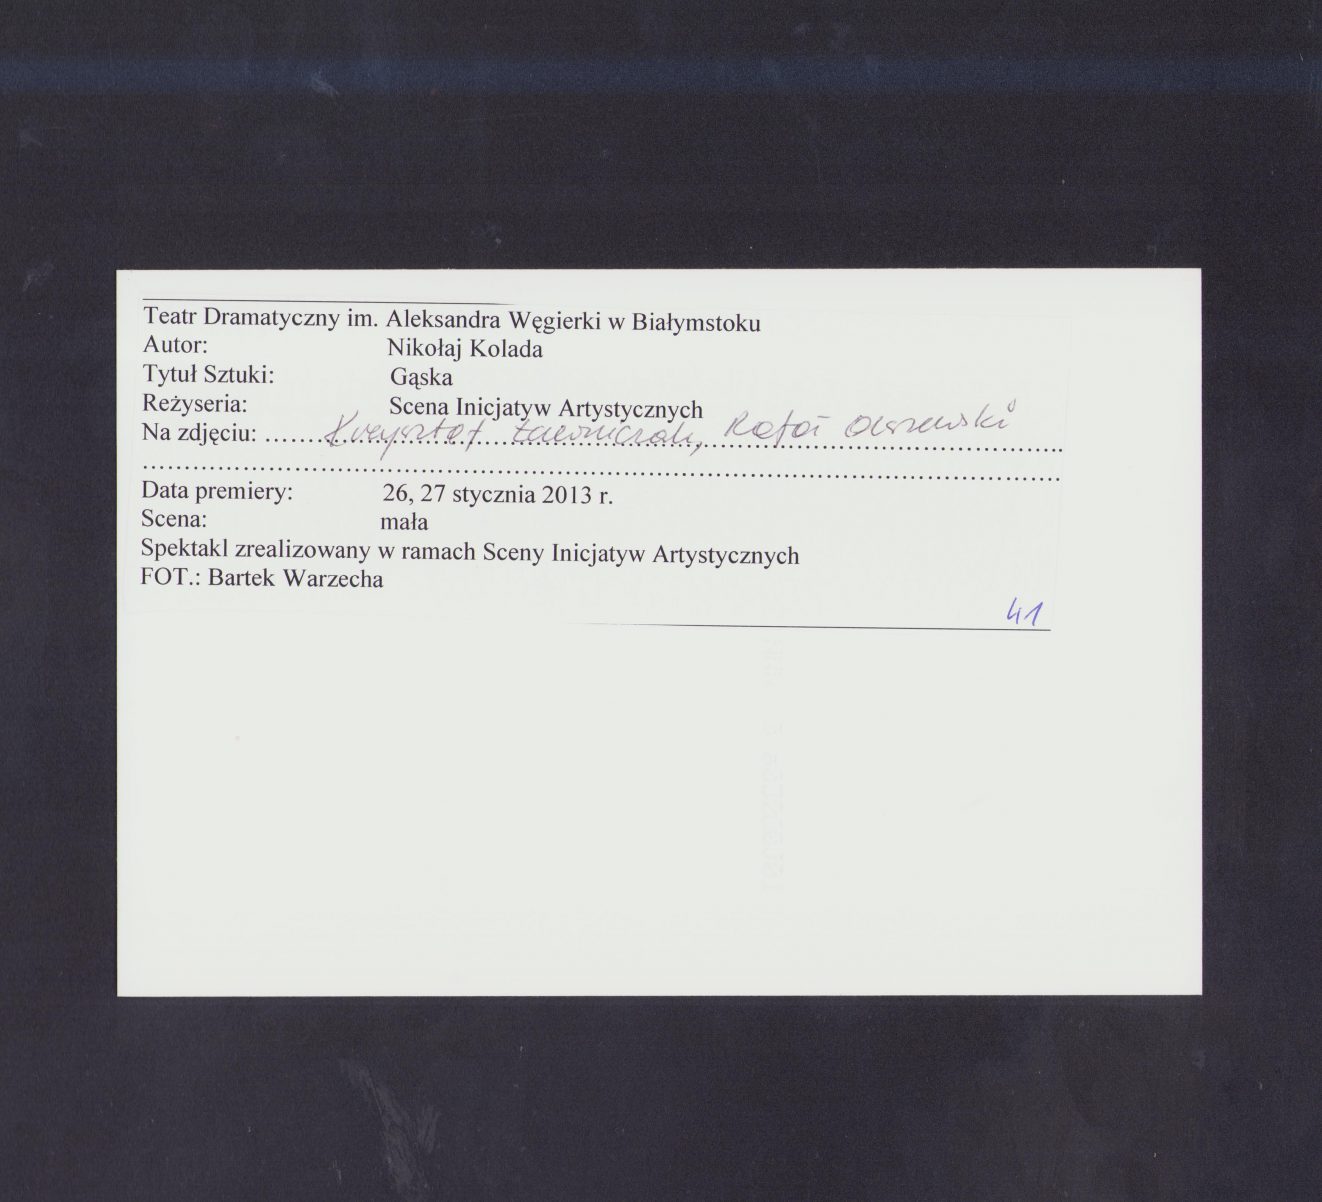 Teatr Dramatyczny im. Aleksandra Węgierki w Białymstoku
Autor: Nikołaj Kolada
Tytuł Sztuki: Gąska
Reżyseria: Scena Inicjatyw Artystycznych
Na zdjęciu: Krzysztof Ławniczak, Rafał Olszewski
Data premiery: 26, 27 stycznia 2013 r.
Scena: mała
Spektakl zrealizowany w ramach Sceny Inicjatyw Artystycznych
FOT.: Bartek Warzecha
41